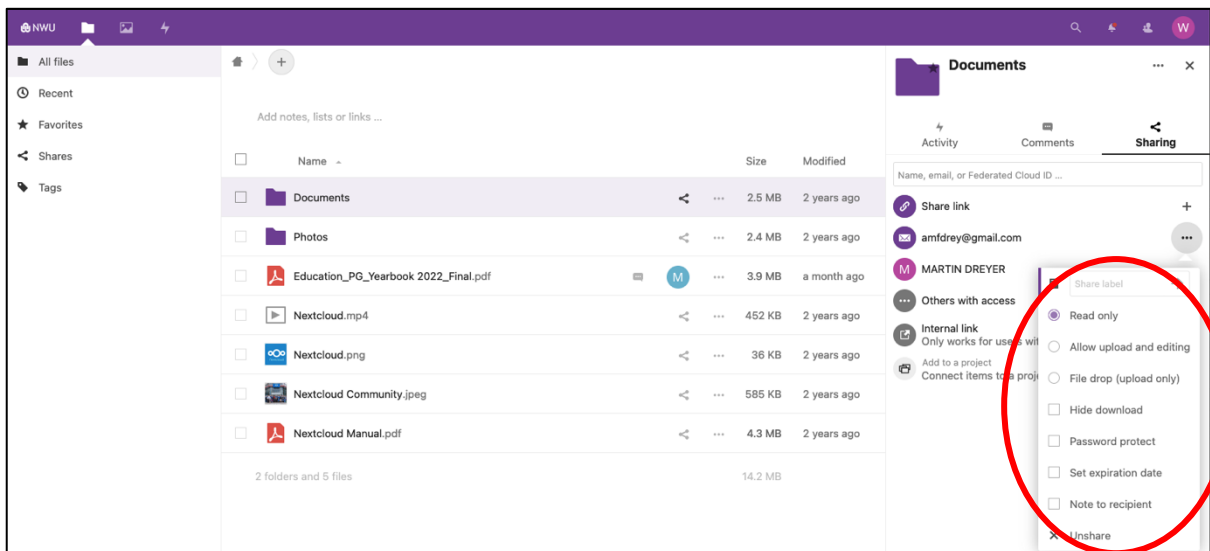 NWU
W
All files
Recent
Favorites
Shares
Tags
+
Add notes, lists or links ...
Name Size Modified
Documents 2.5 MB 2 years ago
Photos 2.4 MB 2 years ago
Education_PG_Yearbook 2022_Final.pdf M 3.9 MB a month ago
Nextcloud.mp4 452 KB 2 years ago
Nextcloud.png 36 KB 2 years ago
Nextcloud Community.jpeg 585 KB 2 years ago
Nextcloud Manual.pdf 4.3 MB 2 years ago
2 folders and 5 files 14.2 MB
Documents
Activity Comments Sharing
Name, email, or Federated Cloud ID ...
Share link +
amfdrey@gmail.com
M MARTIN DREYER
Others with access
Internal link
Only works for users
Add to a project
Connect items to a
Share label
Read only
Allow upload and editing
File drop (upload only)
Hide download
Password protect
Set expiration date
Note to recipient
Unshare